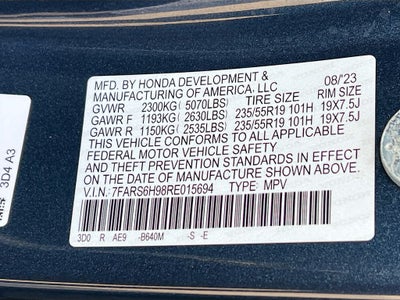 MFD. BY HONDA DEVELOPMENT &
MANUFACTURING OF AMERICA, LLC 08/'23
GVWR 2300KG( 5070LBS) TIRE SIZE RIM SIZE
GAWR F 1193KG( 2630LBS) 235/55R19 101H 19X7.5J
GAWR R 1150KG( 2535LBS) 235/55R19 101H 19X7.5J
THIS VEHICLE CONFORMS TO ALL APPLICABLE
FEDERAL MOTOR VEHICLE SAFETY
AND THEFT PREVENTION STANDARDS IN EFFECT
ON THE DATE OF MANUFACTURE SHOWN ABOVE.
V.I.N.: 7FARS6H98RE015694 TYPE: MPV
3D0 R AE9 -B640M -S -E
3D4 A3